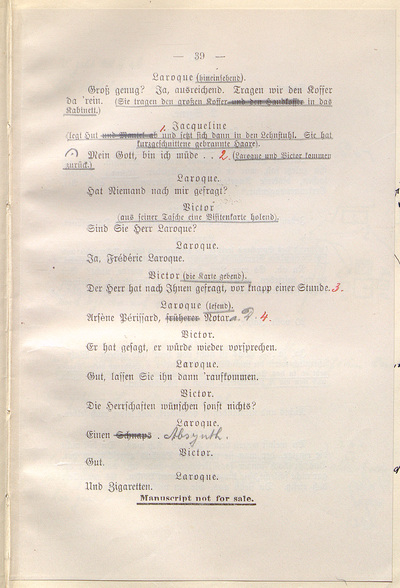 — 39 —
Laroque (hineinsehend).
Groß genug? Ja, ausreichend. Tragen wir den Koffer
da 'rein. (Sie tragen den großen Koffer und den Handkoffer in das
Kabinett.)
1. Jacqueline
(legt Hut und Mantel ab und setzt sich dann in den Lehnstuhl. Sie hat
kurzgeschnittene gebrannte Haare).
Mein Gott, bin ich müde . . 2. (Laroque und Victor kommen
zurück.)
Laroque.
Hat Niemand nach mir gefragt?
Victor
(aus seiner Tasche eine Visitenkarte holend).
Sind Sie Herr Laroque?
Laroque.
Ja, Frédéric Laroque.
Victor (die Karte gebend).
Der Herr hat nach Ihnen gefragt, vor knapp einer Stunde. 3.
Laroque (lesend).
Arsène Périssard, früherer Notar a. D. 4.
Victor.
Er hat gesagt, er würde wieder vorsprechen.
Laroque.
Gut, lassen Sie ihn dann 'raufkommen.
Victor.
Die Herrschaften wünschen sonst nichts?
Laroque.
Einen Schnaps . Absynth.
Victor.
Gut.
Laroque.
Und Zigaretten.
Manuscript not for sale.